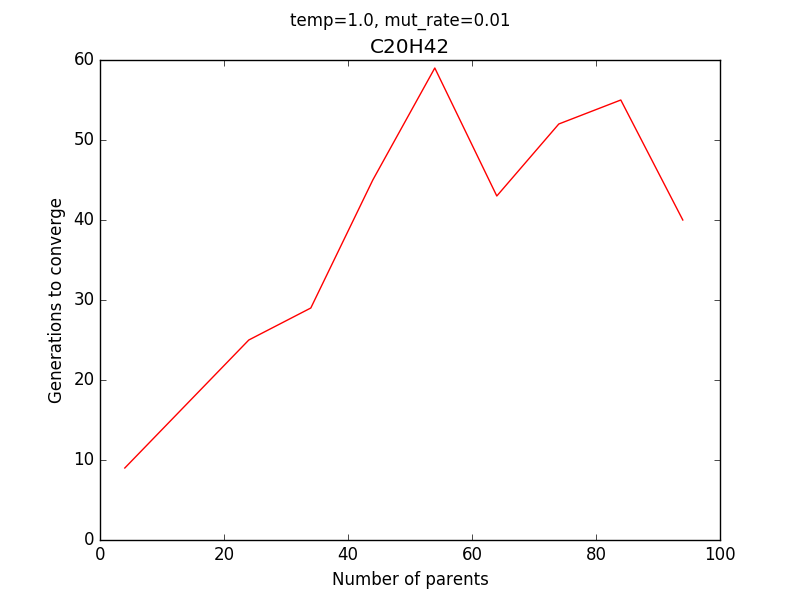 temp=1.0, mut_rate=0.01
C20H42
60
50
40
30
20
10
0
Generations to converge
0 20 40 60 80 100
Number of parents